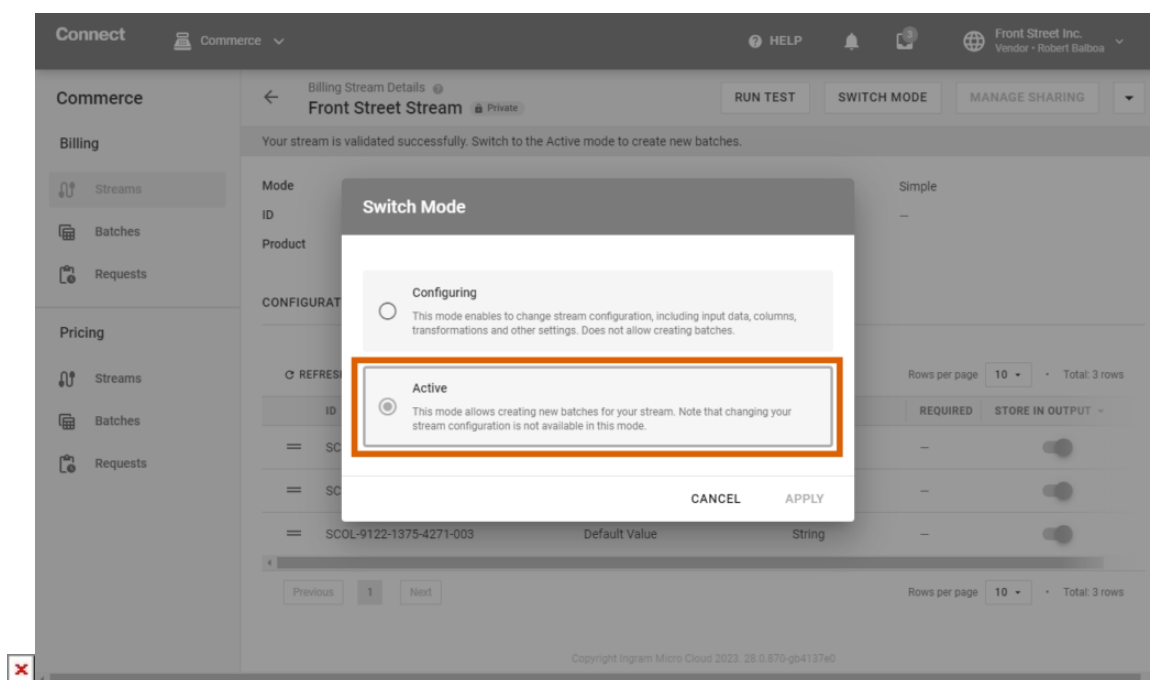 Connect
Commerce
HELP
3
Front Street Inc.
Vendor - Robert Balboa
Commerce
Billing Stream Details
Front Street Stream Private
RUN TEST
SWITCH MODE
MANAGE SHARING
Billing
Your stream is validated successfully. Switch to the Active mode to create new batches.
Streams
Batches
Requests
Pricing
Streams
Batches
Requests
Mode
Simple
ID
—
Product
Switch Mode
Configuring
This mode enables to change stream configuration, including input data, columns,
transformations and other settings. Does not allow creating batches.
CONFIGURAT
Active
This mode allows creating new batches for your stream. Note that changing your
stream configuration is not available in this mode.
CANCEL
APPLY
REFRES
Rows per page 10 • Total: 3 rows
ID
REQUIRED
STORE IN OUTPUT
SC
—
SC
—
SCOL-9122-1375-4271-003 Default Value String —
Previous 1 Next
Rows per page 10 • Total: 3 rows
Copyright Ingram Micro Cloud 2023. 28.0.870-gb4137e0